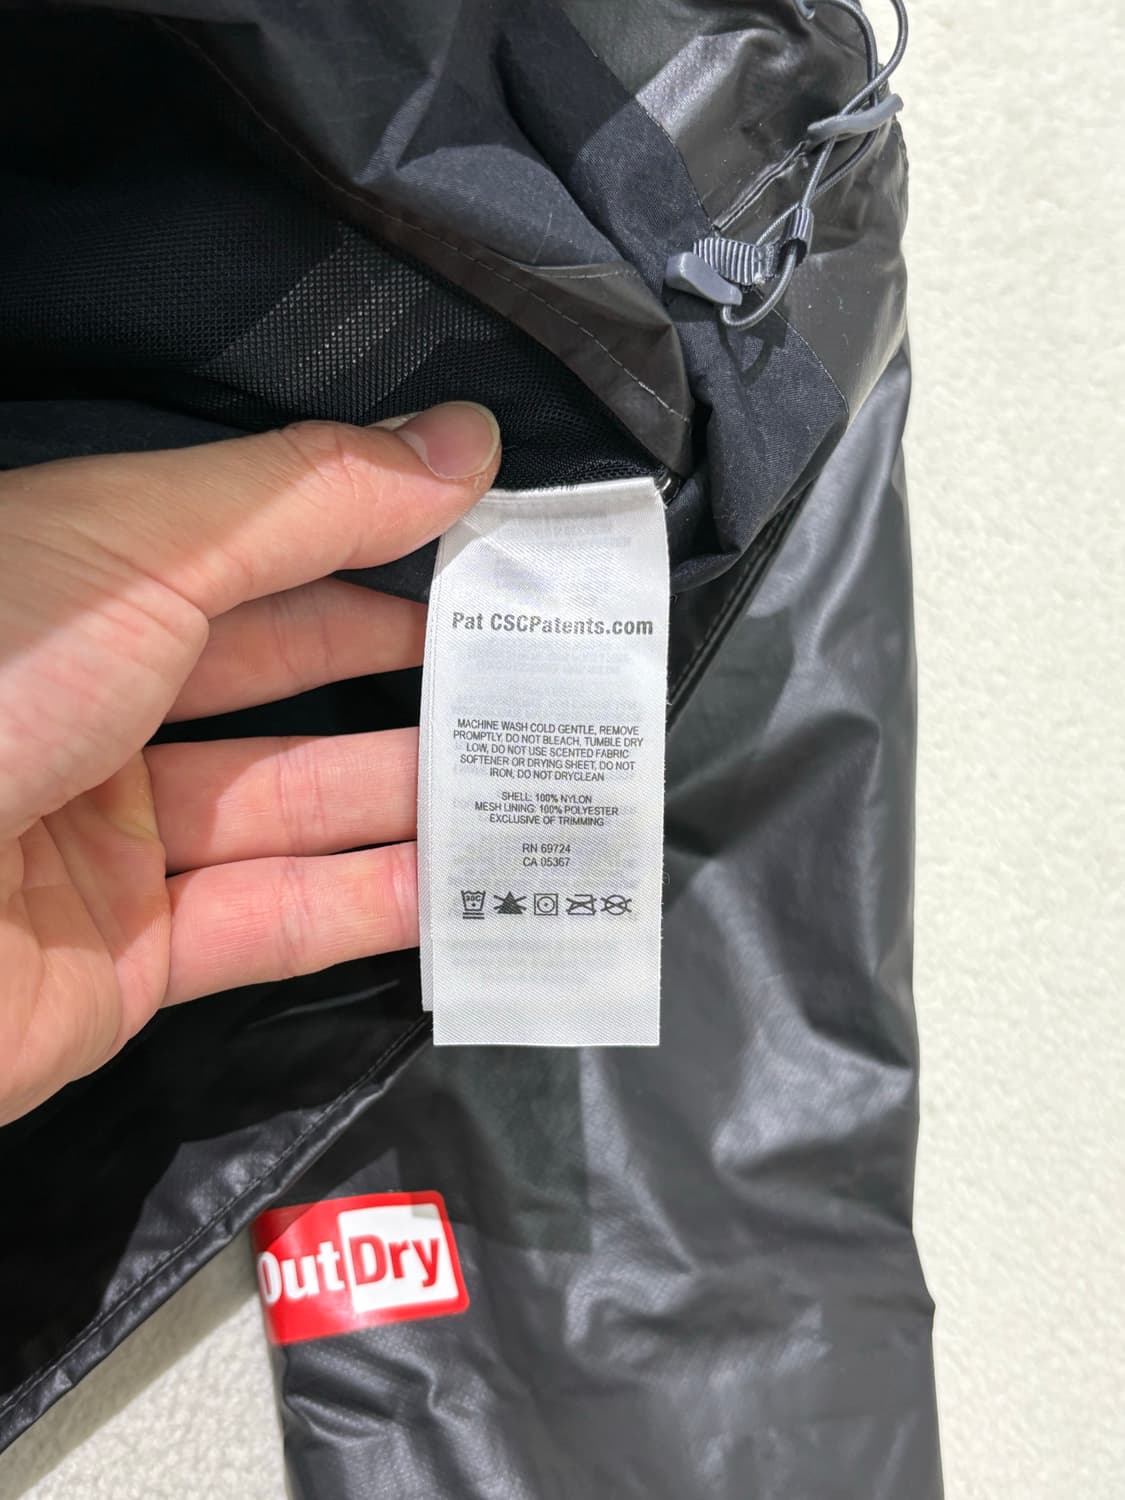 Pat CSCPatents.com
MACHINE WASH COLD GENTLE, REMOVE
PROMPTLY, DO NOT BLEACH, TUMBLE DRY
LOW, DO NOT USE SCENTED FABRIC
SOFTENER OR DRYING SHEET, DO NOT
IRON, DO NOT DRYCLEAN
SHELL: 100% NYLON
MESH LINING: 100% POLYESTER
EXCLUSIVE OF TRIMMING
RN 69724
CA 05367
30C
OutDry